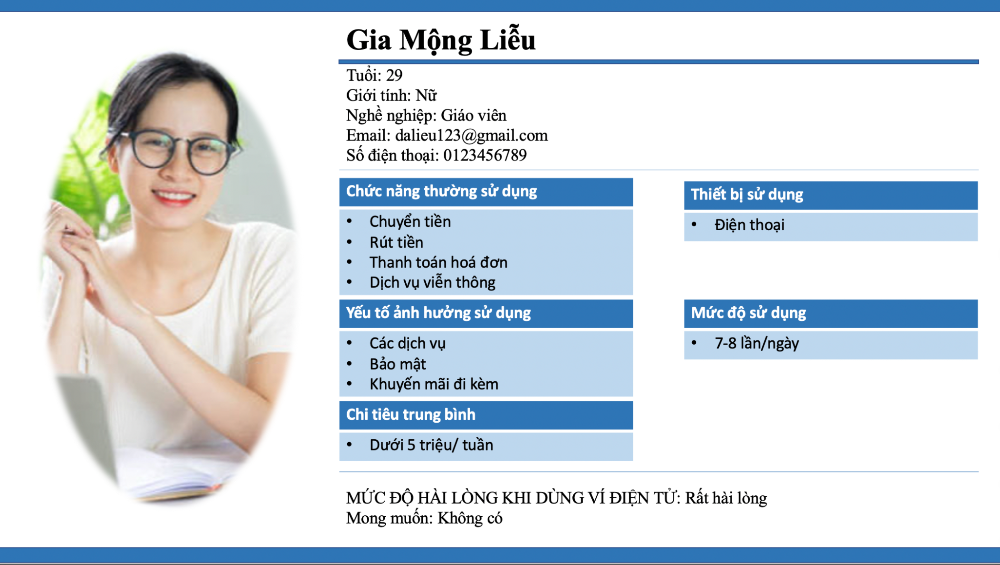 Gia Mộng Liễu
Tuổi: 29
Giới tính: Nữ
Nghề nghiệp: Giáo viên
Email: dalieu123@gmail.com
Số điện thoại: 0123456789
Chức năng thường sử dụng
• Chuyển tiền
• Rút tiền
• Thanh toán hoá đơn
• Dịch vụ viễn thông
Thiết bị sử dụng
• Điện thoại
Yếu tố ảnh hưởng sử dụng
• Các dịch vụ
• Bảo mật
• Khuyến mãi đi kèm
Mức độ sử dụng
• 7-8 lần/ngày
Chi tiêu trung bình
• Dưới 5 triệu/ tuần
MỨC ĐỘ HÀI LÒNG KHI DÙNG VÍ ĐIỆN TỬ: Rất hài lòng
Mong muốn: Không có